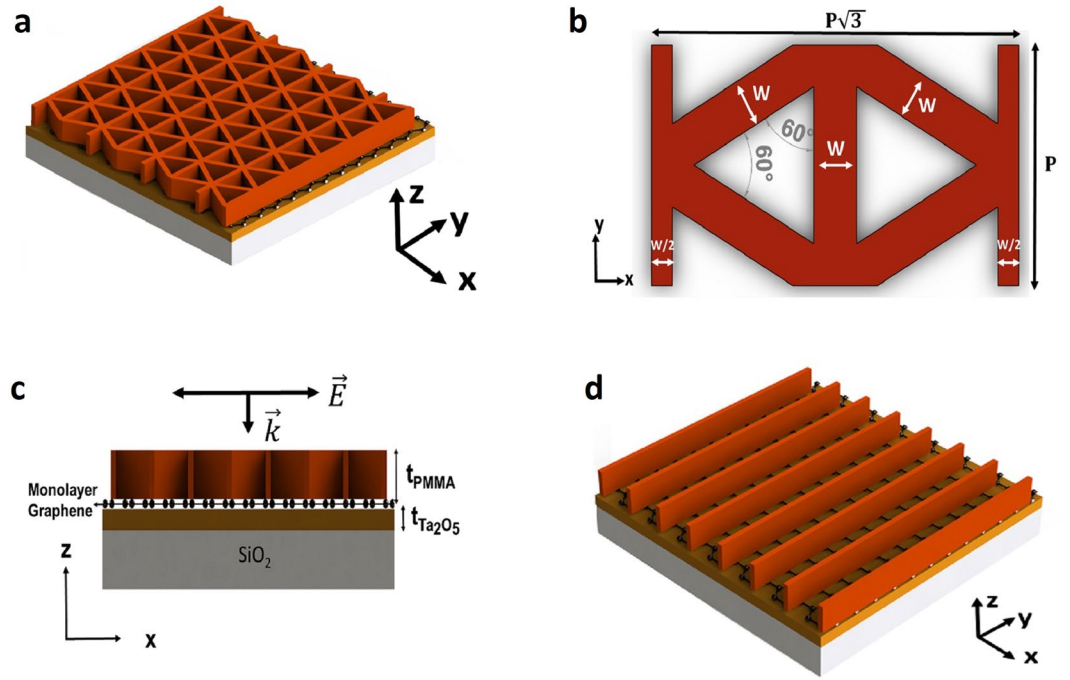 a
z
y
x
b
P√3
W
W
60°
60°
W
P
W/2
W/2
y
x
c
E⃗
k⃗
t_PMMA
Monolayer
Graphene
t_Ta₂O₅
SiO₂
z
x
d
z
y
x